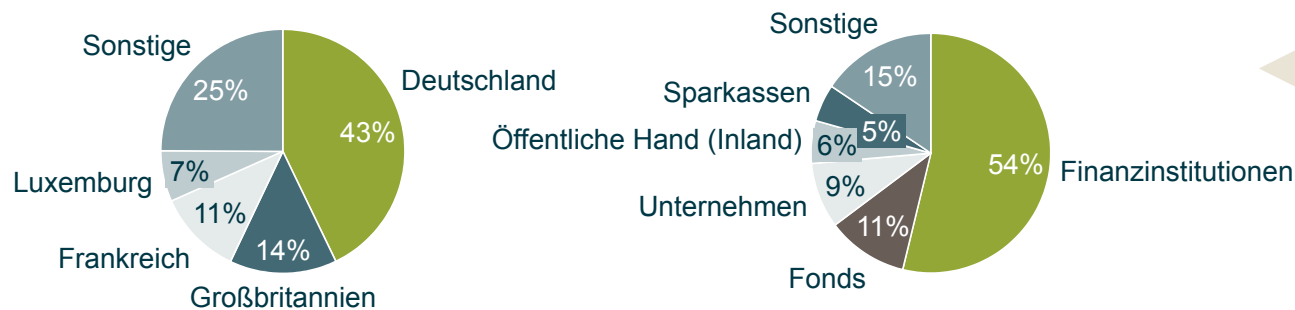 Sonstige
25%
Deutschland
43%
7%
Luxemburg
11%
Frankreich
14%
Großbritannien
Sonstige
15%
Sparkassen
5%
Öffentliche Hand (Inland)
6%
54%
Finanzinstitutionen
9%
Unternehmen
11%
Fonds